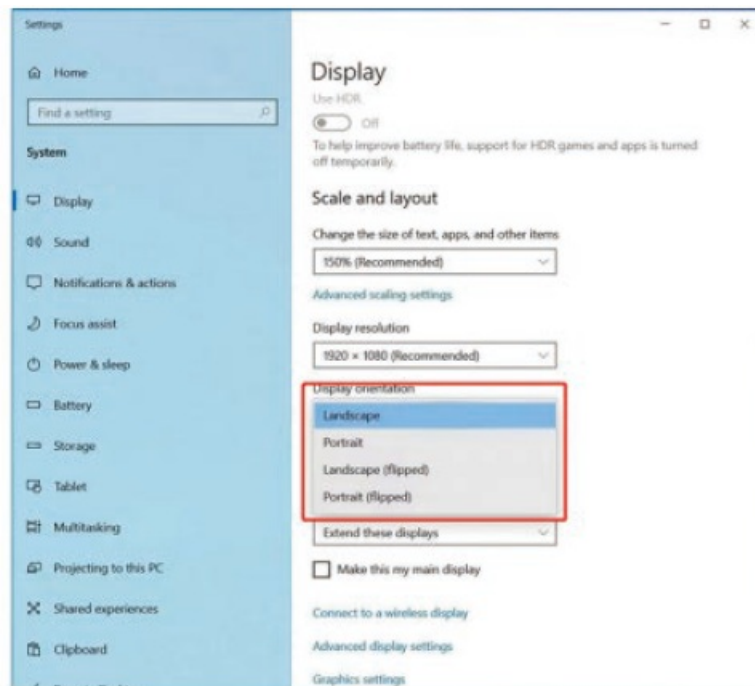 Settings
Home
Find a setting
System
Display
Sound
Notifications & actions
Focus assist
Power & sleep
Battery
Storage
Tablet
Multitasking
Projecting to this PC
Shared experiences
Clipboard
Display
Use HDR
Off
To help improve battery life, support for HDR games and apps is turned
off temporarily.
Scale and layout
Change the size of text, apps, and other items
150% (Recommended)
Advanced scaling settings
Display resolution
1920 × 1080 (Recommended)
Display orientation
Landscape
Portrait
Landscape (flipped)
Portrait (flipped)
Extend these displays
Make this my main display
Connect to a wireless display
Advanced display settings
Graphics settings